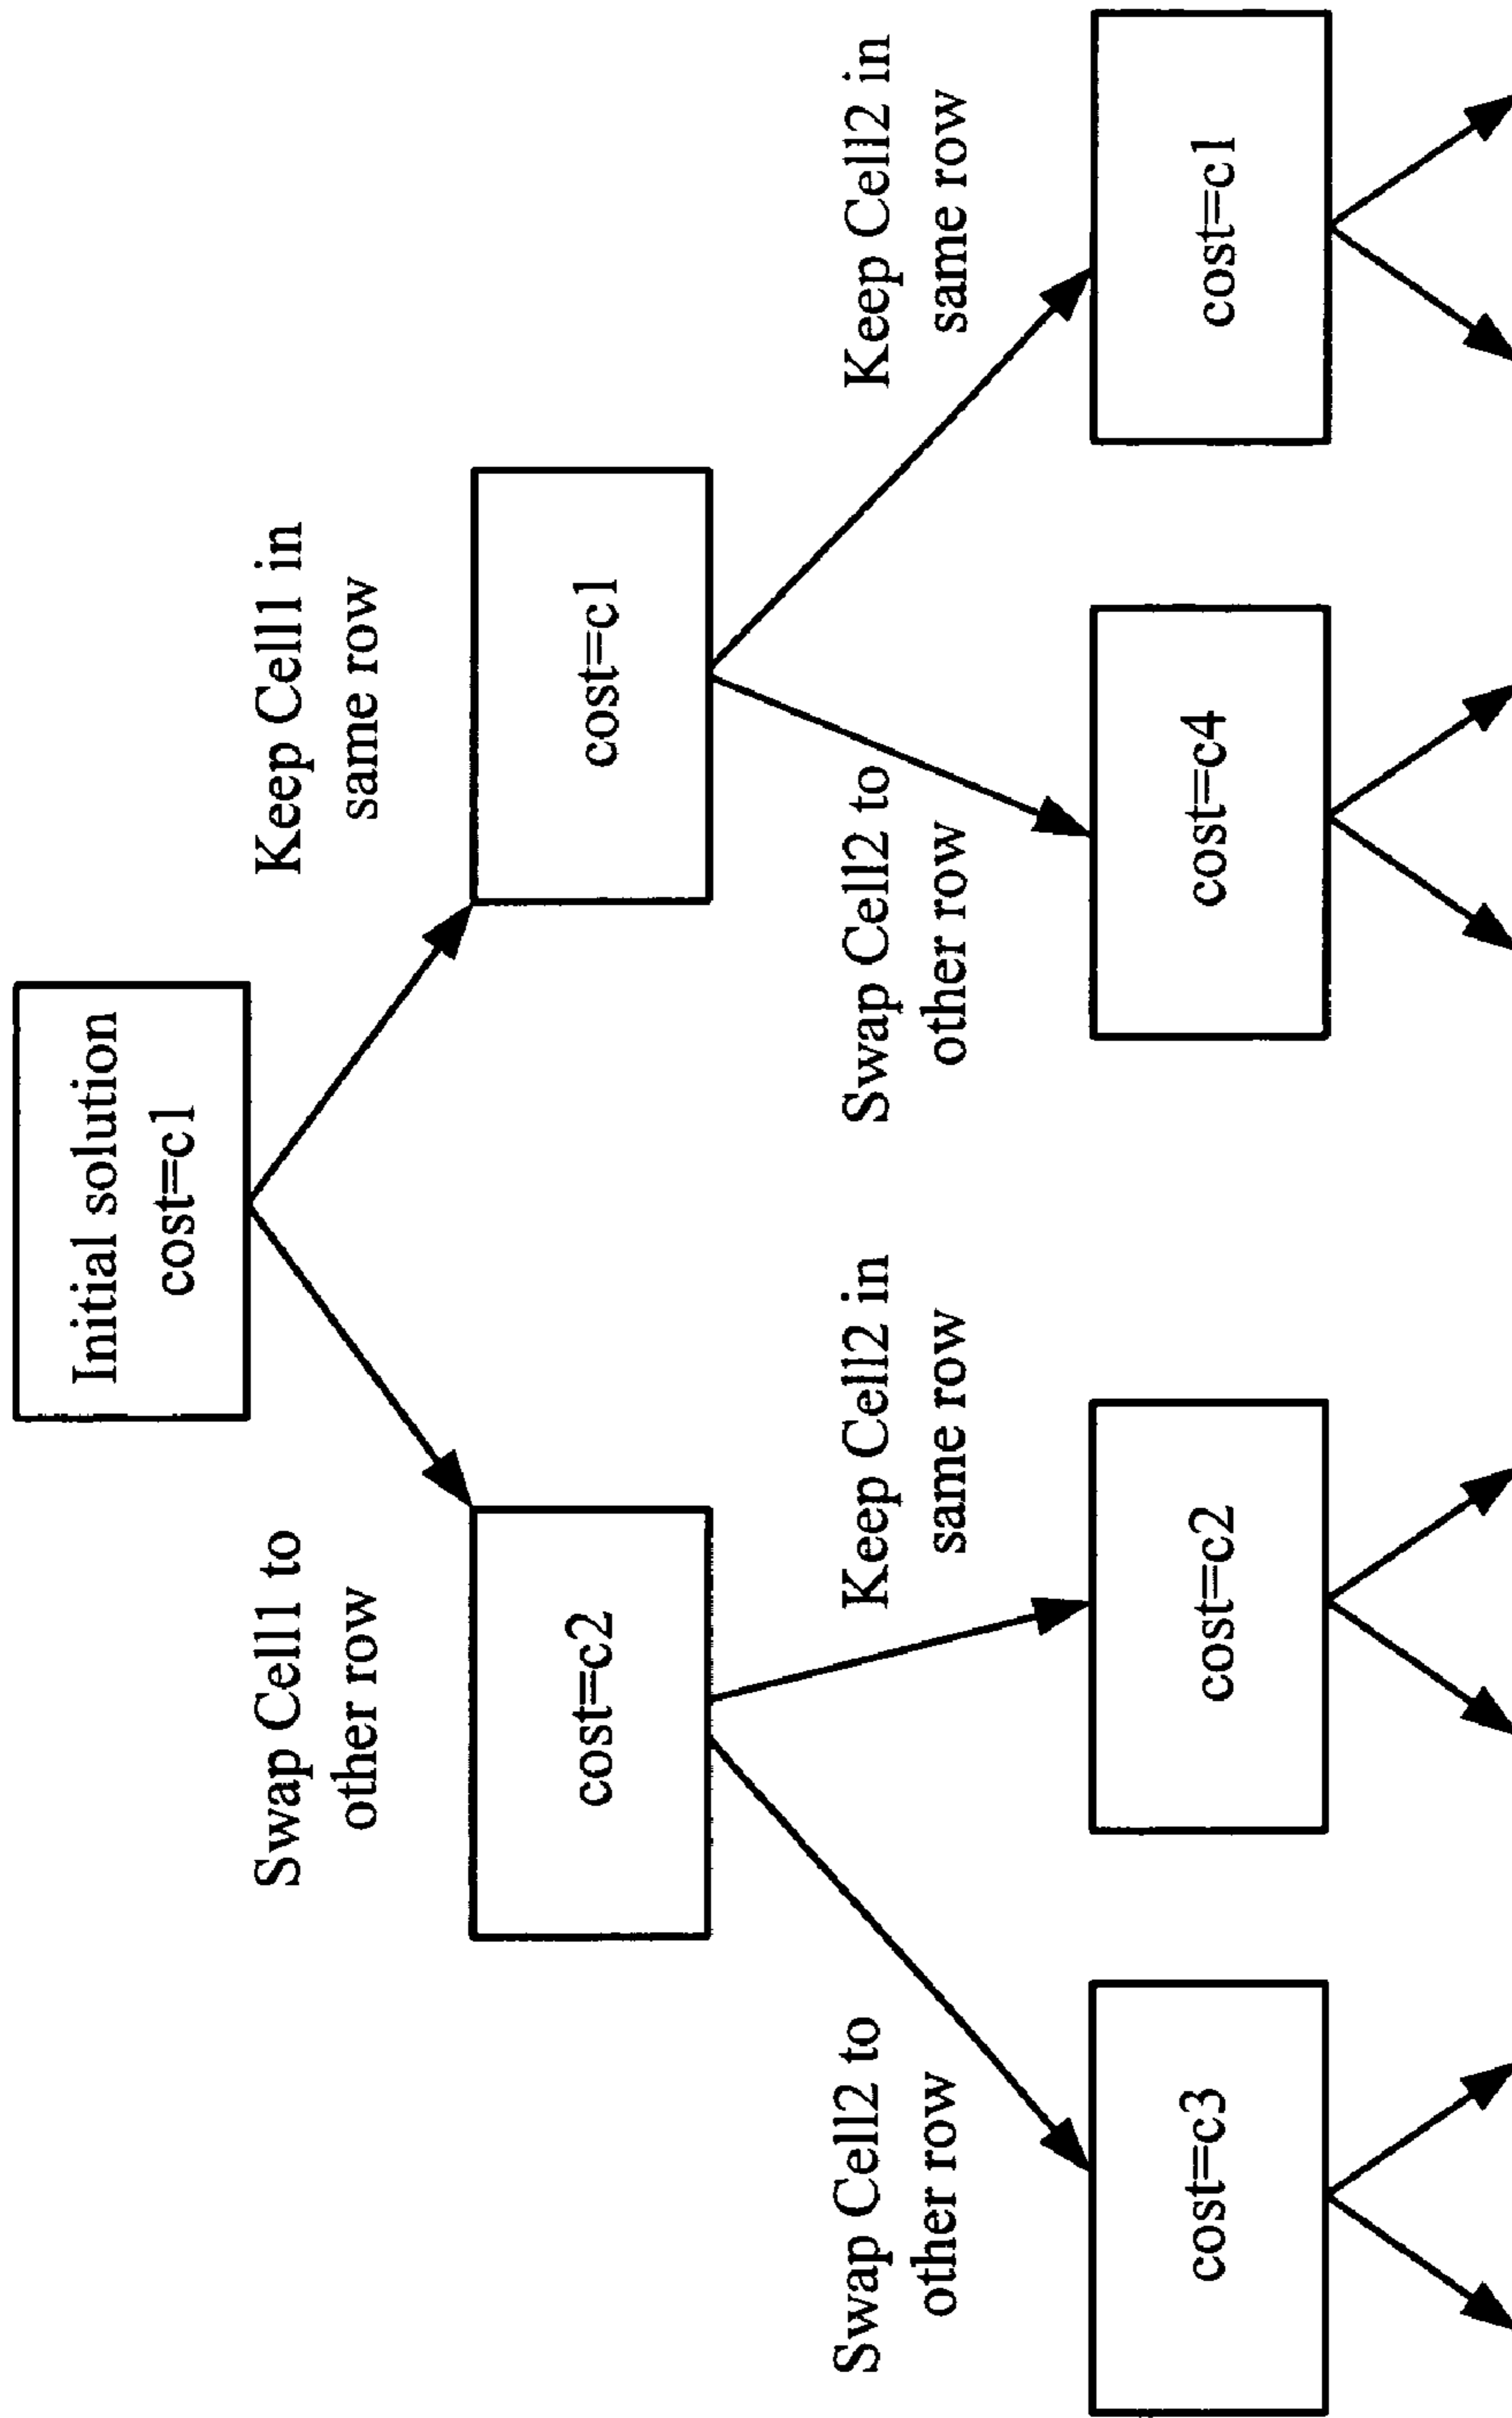 Initial solution
cost=c1
Swap Cell1 to
other row
Keep Cell1 in
same row
cost=c2
cost=c1
Swap Cell2 to
other row
Keep Cell2 in
same row
Swap Cell2 to
other row
Keep Cell2 in
same row
cost=c3
cost=c2
cost=c4
cost=c1